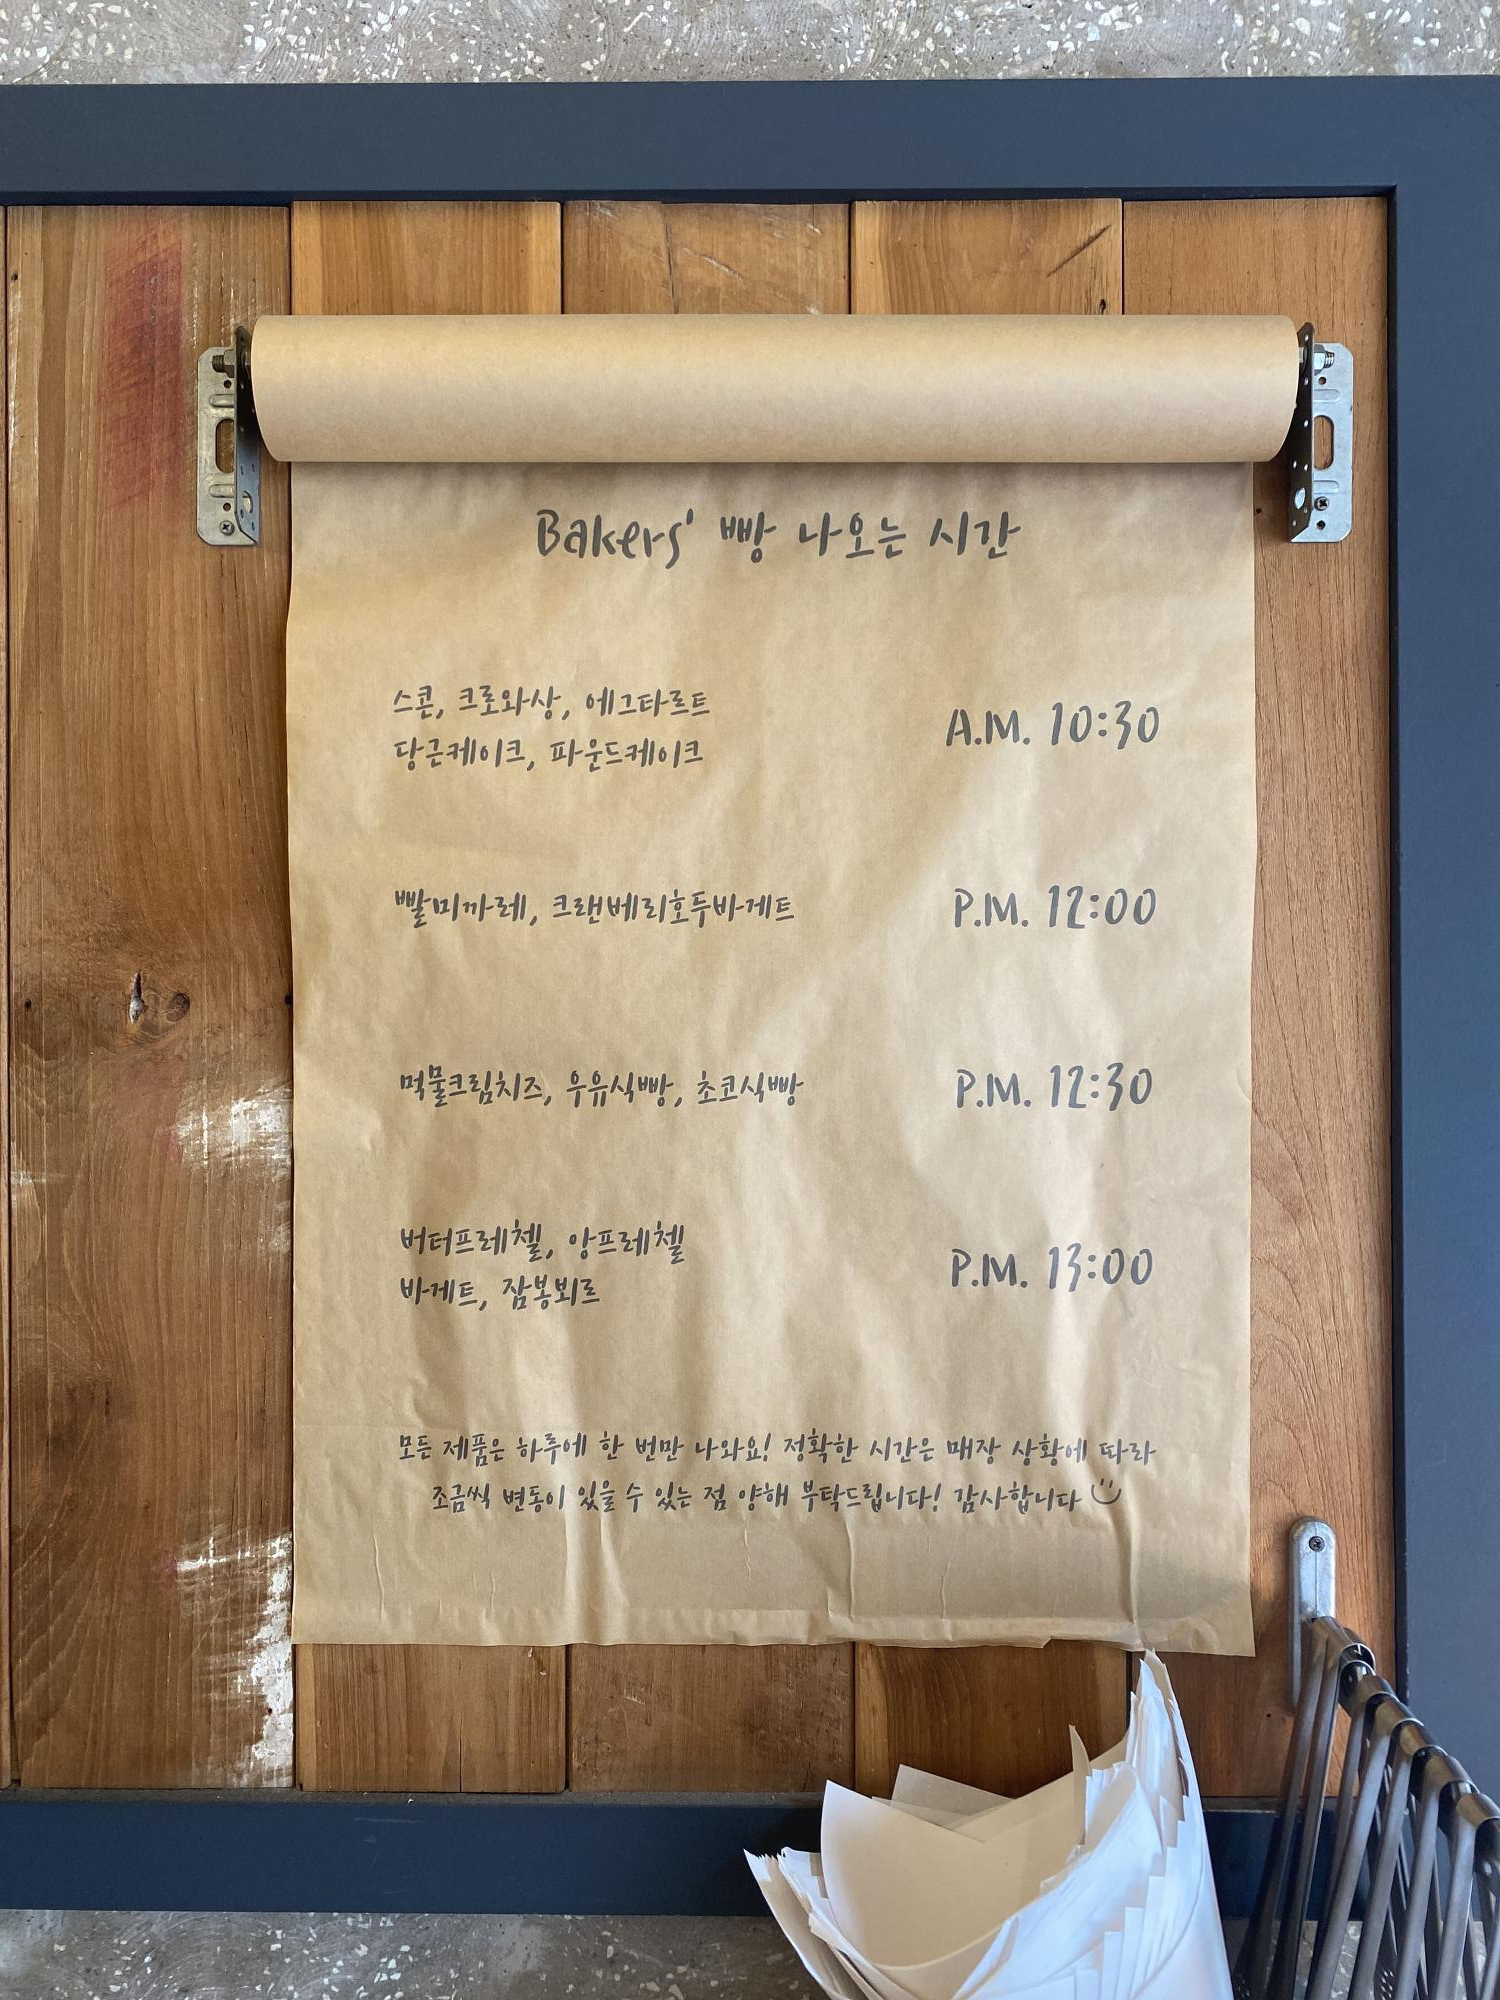 Bakers' 빵 나오는 시간
스콘, 크로와상, 에그타르트
당근케이크, 파운드케이크
A.M. 10:30
빨미까레, 크랜베리호두바게트
P.M. 12:00
먹물크림치즈, 우유식빵, 초코식빵
P.M. 12:30
버터프레첼, 앙프레첼
바게트, 잠봉뵈르
P.M. 13:00
모든 제품은 하루에 한 번만 나와요! 정확한 시간은 매장 상황에 따라
조금씩 변동이 있을 수 있는 점 양해 부탁드립니다! 감사합니다